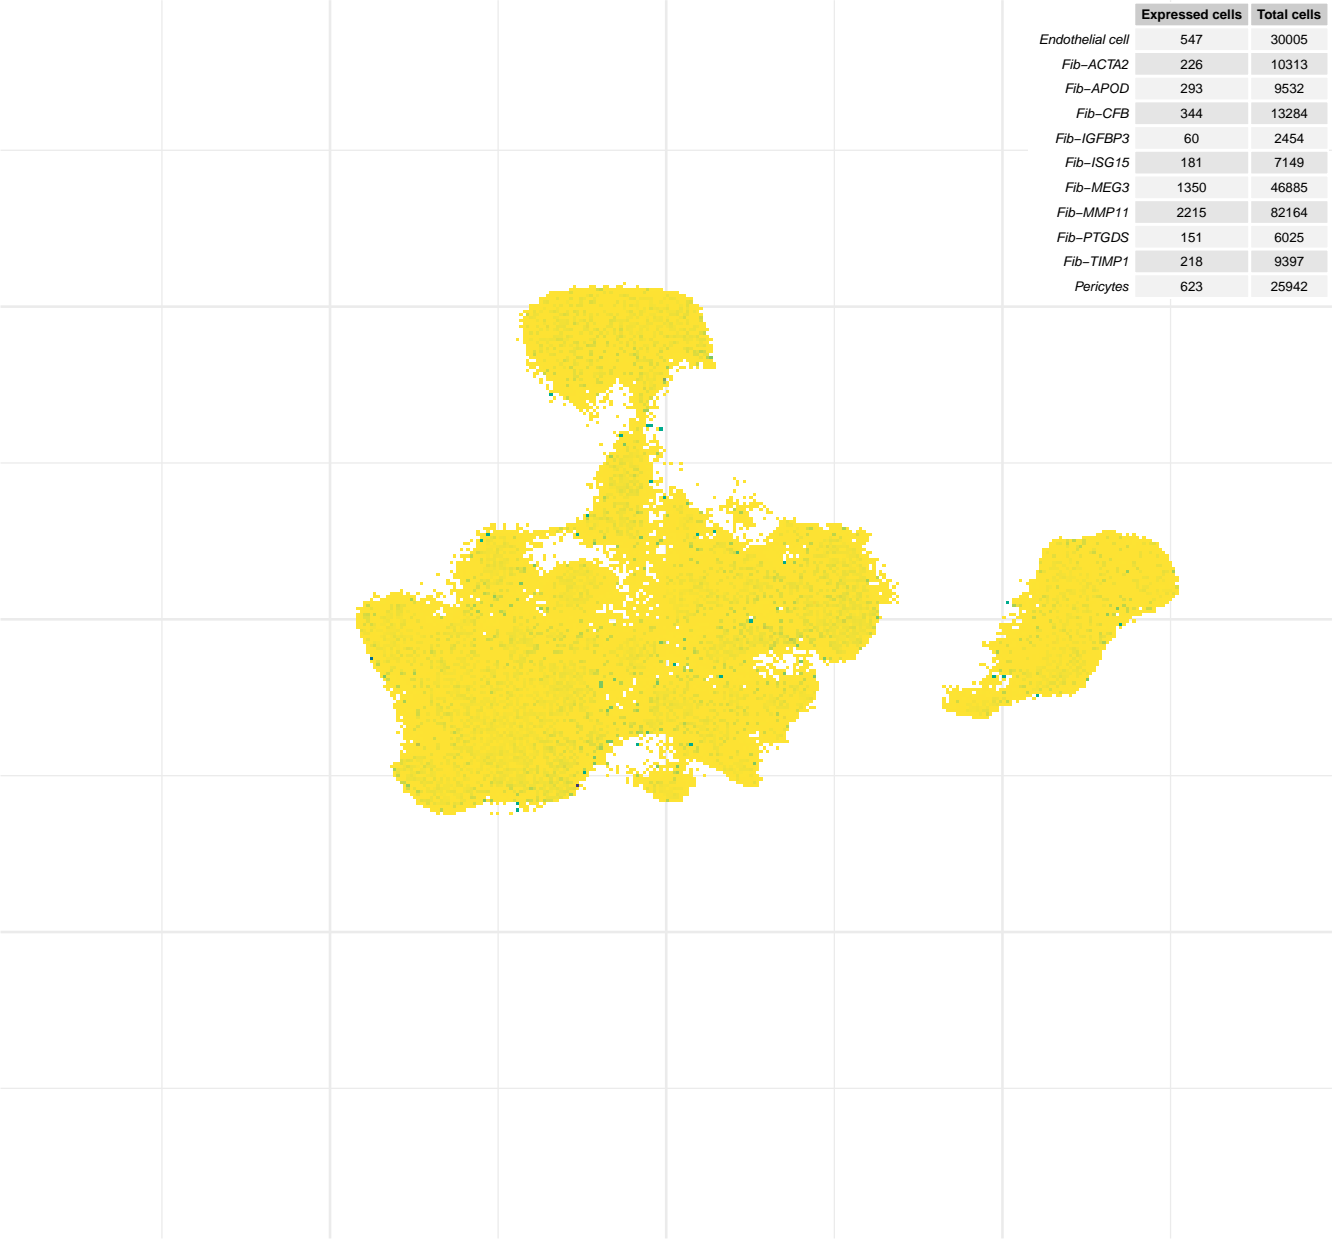 Expressed cells Total cells
Endothelial cell 547 30005
Fib−ACTA2 226 10313
Fib−APOD 293 9532
Fib−CFB 344 13284
Fib−IGFBP3 60 2454
Fib−ISG15 181 7149
Fib−MEG3 1350 46885
Fib−MMP11 2215 82164
Fib−PTGDS 151 6025
Fib−TIMP1 218 9397
Pericytes 623 25942